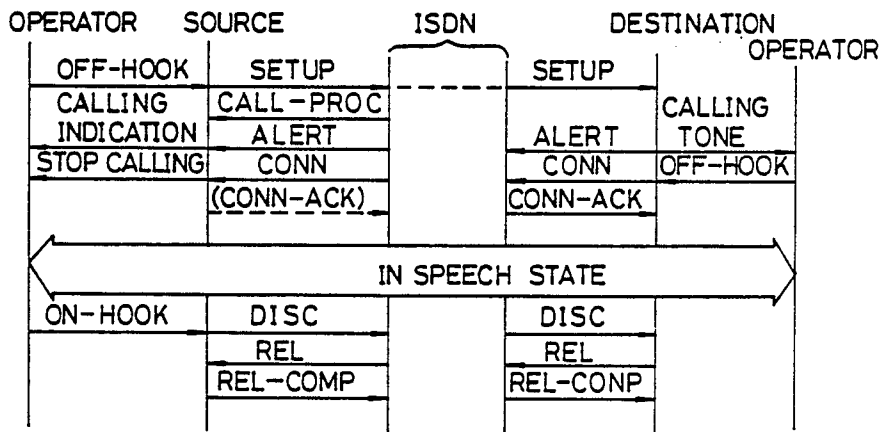 OPERATOR SOURCE ISDN DESTINATION
OPERATOR
OFF-HOOK SETUP SETUP
CALLING CALL-PROC CALLING
INDICATION ALERT ALERT TONE
STOP CALLING CONN CONN OFF-HOOK
(CONN-ACK) CONN-ACK
IN SPEECH STATE
ON-HOOK DISC DISC
REL REL
REL-COMP REL-CONP